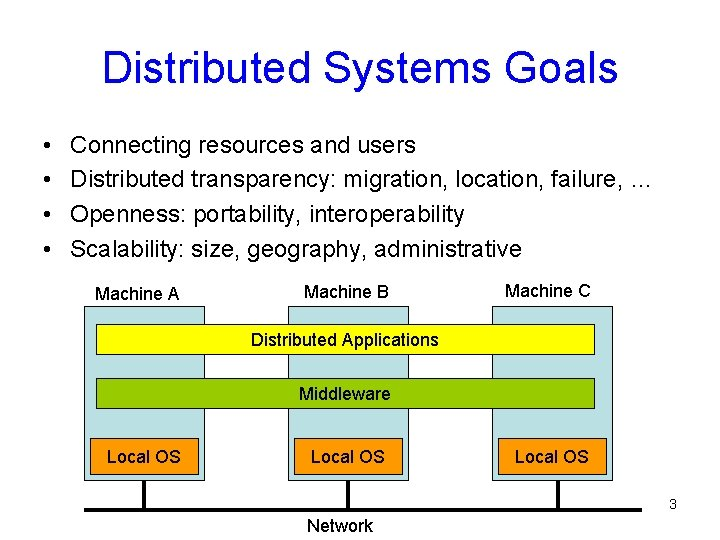 Distributed Systems Goals
• Connecting resources and users
• Distributed transparency: migration, location, failure, …
• Openness: portability, interoperability
• Scalability: size, geography, administrative
Machine A
Machine B
Machine C
Distributed Applications
Middleware
Local OS
Local OS
Local OS
3
Network